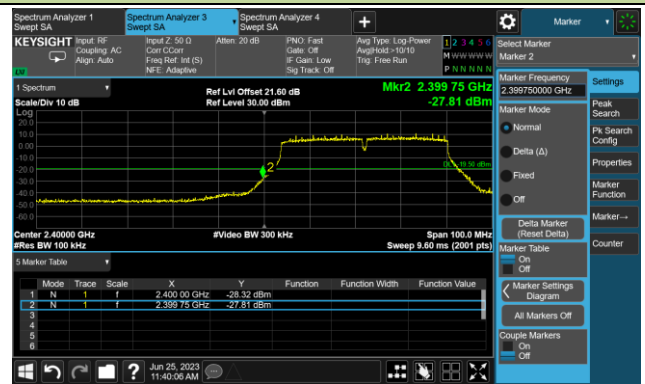 Spectrum Analyzer 1
Swept SA
Spectrum Analyzer 3
Swept SA
Spectrum Analyzer 4
Swept SA
Marker
KEYSIGHT
Input: RF
Coupling: AC
Align: Auto
Input Z: 50 Ω
Corr CCorr
Freq Ref: Int (S)
NFE: Adaptive
Atten: 20 dB
PNO: Fast
Gate: Off
IF Gain: Low
Sig Track: Off
Avg Type: Log-Power
Avg|Hold:>10/10
Trig: Free Run
1 2 3 4 5 6
M W W W W W
P N N N N N
LW
Select Marker
Marker 2
1 Spectrum
Scale/Div 10 dB
Log
Ref Lvl Offset 21.60 dB
Ref Level 30.00 dBm
Mkr2 2.399 75 GHz
-27.81 dBm
20.0
10.0
0.00
-10.0
-20.0
-30.0
-40.0
-50.0
-60.0
2
DL1 -19.50 dBm
Center 2.40000 GHz
#Res BW 100 kHz
#Video BW 300 kHz
Span 100.0 MHz
Sweep 9.60 ms (2001 pts)
5 Marker Table
Mode Trace Scale X Y Function Function Width Function Value
1 N 1 f 2.400 00 GHz -28.32 dBm
2 N 1 f 2.399 75 GHz -27.81 dBm
3
4
5
6
Marker Frequency
2.399750000 GHz
Marker Mode
Normal
Delta (Δ)
Fixed
Off
Delta Marker
(Reset Delta)
Marker Table
On
Off
Marker Settings
Diagram
All Markers Off
Couple Markers
On
Off
Settings
Peak
Search
Pk Search
Config
Properties
Marker
Function
Marker→
Counter
?
Jun 25, 2023
11:40:06 AM